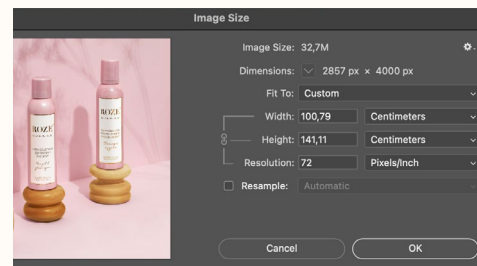 Image Size
Image Size: 32,7M
Dimensions: 2857 px × 4000 px
Fit To: Custom
Width: 100,79 Centimeters
Height: 141,11 Centimeters
Resolution: 72 Pixels/Inch
Resample: Automatic
Cancel OK
ROZE
ROZE